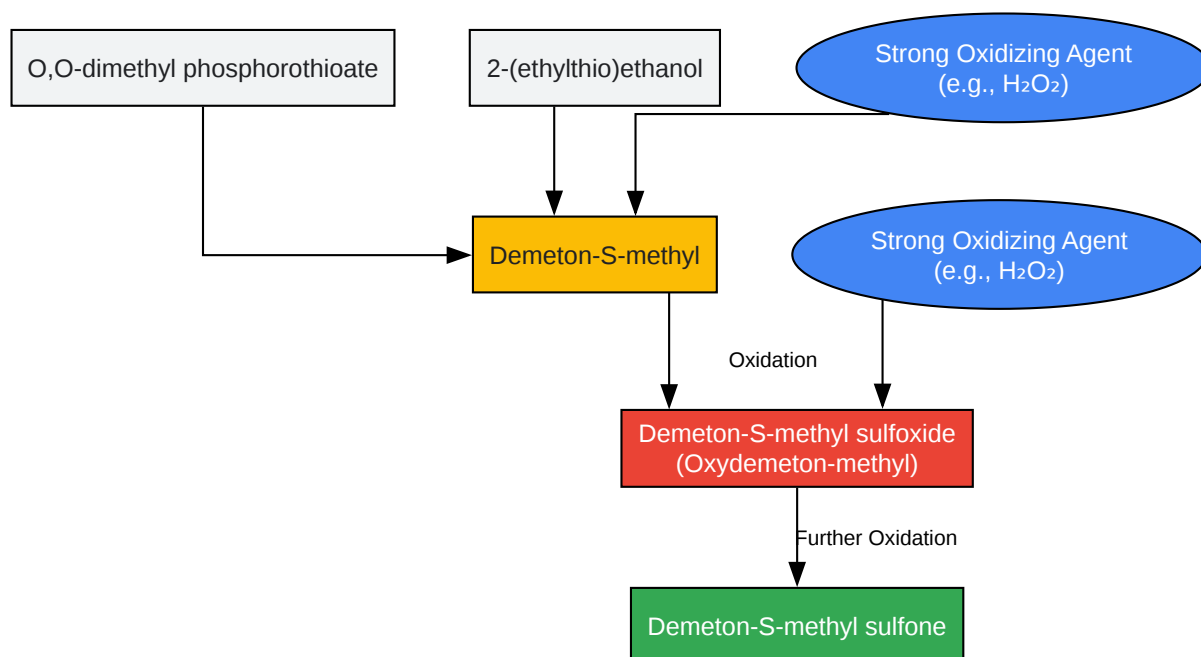 O,O-dimethyl phosphorothioate
2-(ethylthio)ethanol
Strong Oxidizing Agent
(e.g., H₂O₂)
Demeton-S-methyl
Strong Oxidizing Agent
(e.g., H₂O₂)
Oxidation
Demeton-S-methyl sulfoxide
(Oxydemeton-methyl)
Further Oxidation
Demeton-S-methyl sulfone